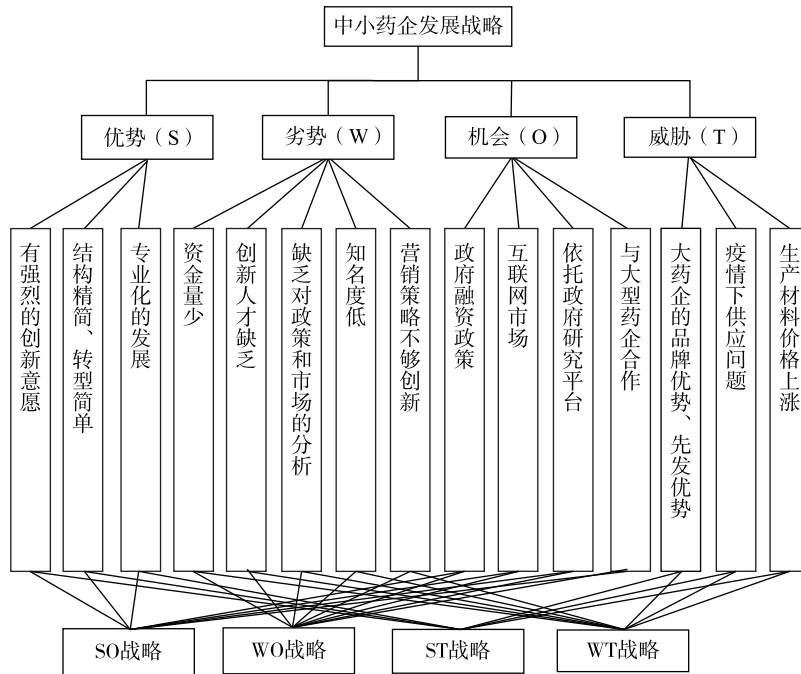 中小药企发展战略
优势（S）
劣势（W）
机会（O）
威胁（T）
有强烈的创新意愿
结构精简、转型简单
专业化的发展
资金量少
创新人才缺乏
缺乏对政策和市场的分析
知名度低
营销策略不够创新
政府融资政策
互联网市场
依托政府研究平台
与大型药企合作
大药企的品牌优势、先发优势
疫情下供应问题
生产材料价格上涨
SO战略
WO战略
ST战略
WT战略